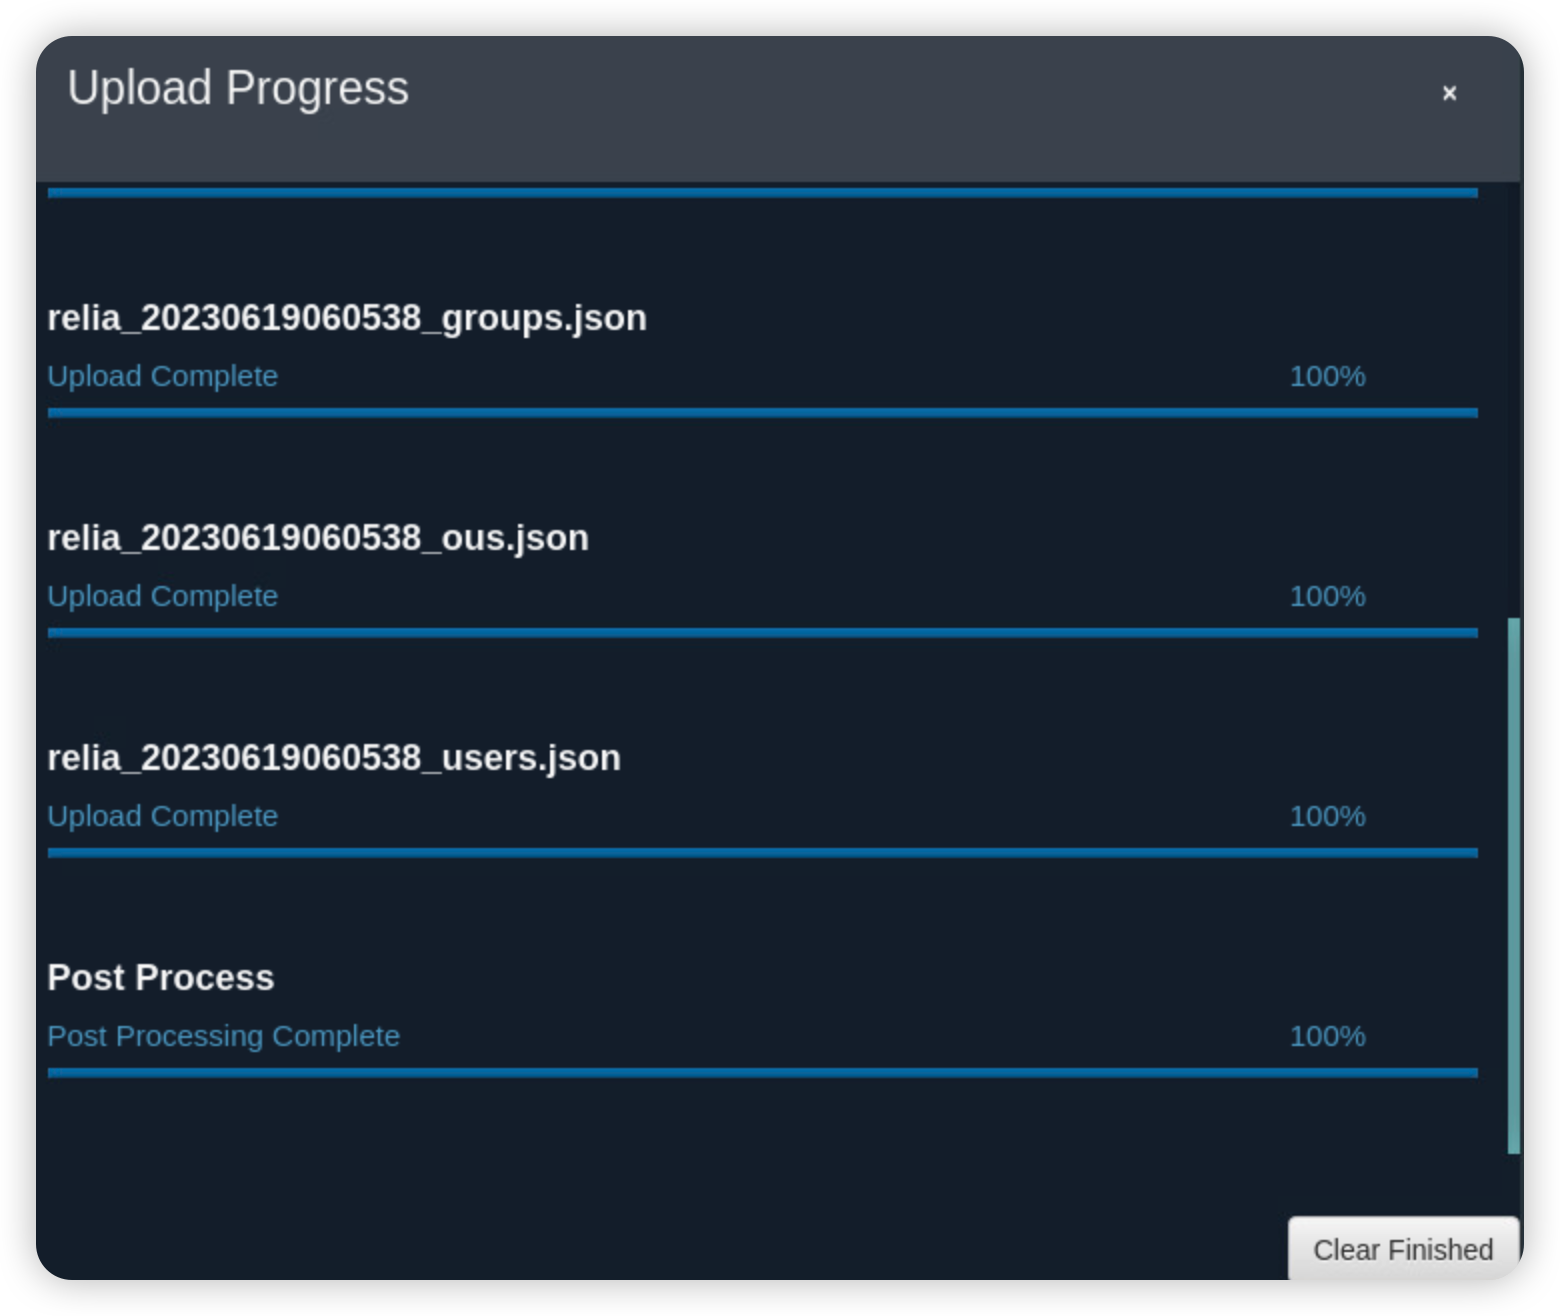 Upload Progress
×
relia_20230619060538_groups.json
Upload Complete 100%
relia_20230619060538_ous.json
Upload Complete 100%
relia_20230619060538_users.json
Upload Complete 100%
Post Process
Post Processing Complete 100%
Clear Finished